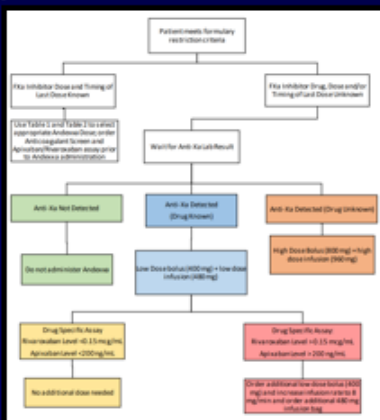 Patient meets formulary
restriction criteria
FXa Inhibitor Dose and Timing of
Last Dose Known
FXa Inhibitor Drug, Dose and/or
Timing of Last Dose Unknown
Use Table 1 and Table 2 to select
appropriate Andexxa Dose; order
Anticoagulant Screen and
Apixaban/Rivaroxaban assay prior
to Andexxa administration
Wait for Anti-Xa Lab Result
Anti-Xa Not Detected
Anti-Xa Detected
(Drug Known)
Anti-Xa Detected (Drug Unknown)
Do not administer Andexxa
Low Dose bolus (400 mg) + low dose
infusion (480 mg)
High Dose Bolus (800 mg) + high
dose infusion (960 mg)
Drug Specific Assay
Rivaroxaban Level <0.15 mcg/mL
Apixaban Level <200 ng/mL
Drug Specific Assay
Rivaroxaban Level >0.15 mcg/mL
Apixaban Level > 200 ng/mL
No additional dose needed
Order additional low dose bolus (400
mg) and increase infusion rate to 8
mg/min and order additional 480 mg
infusion bag